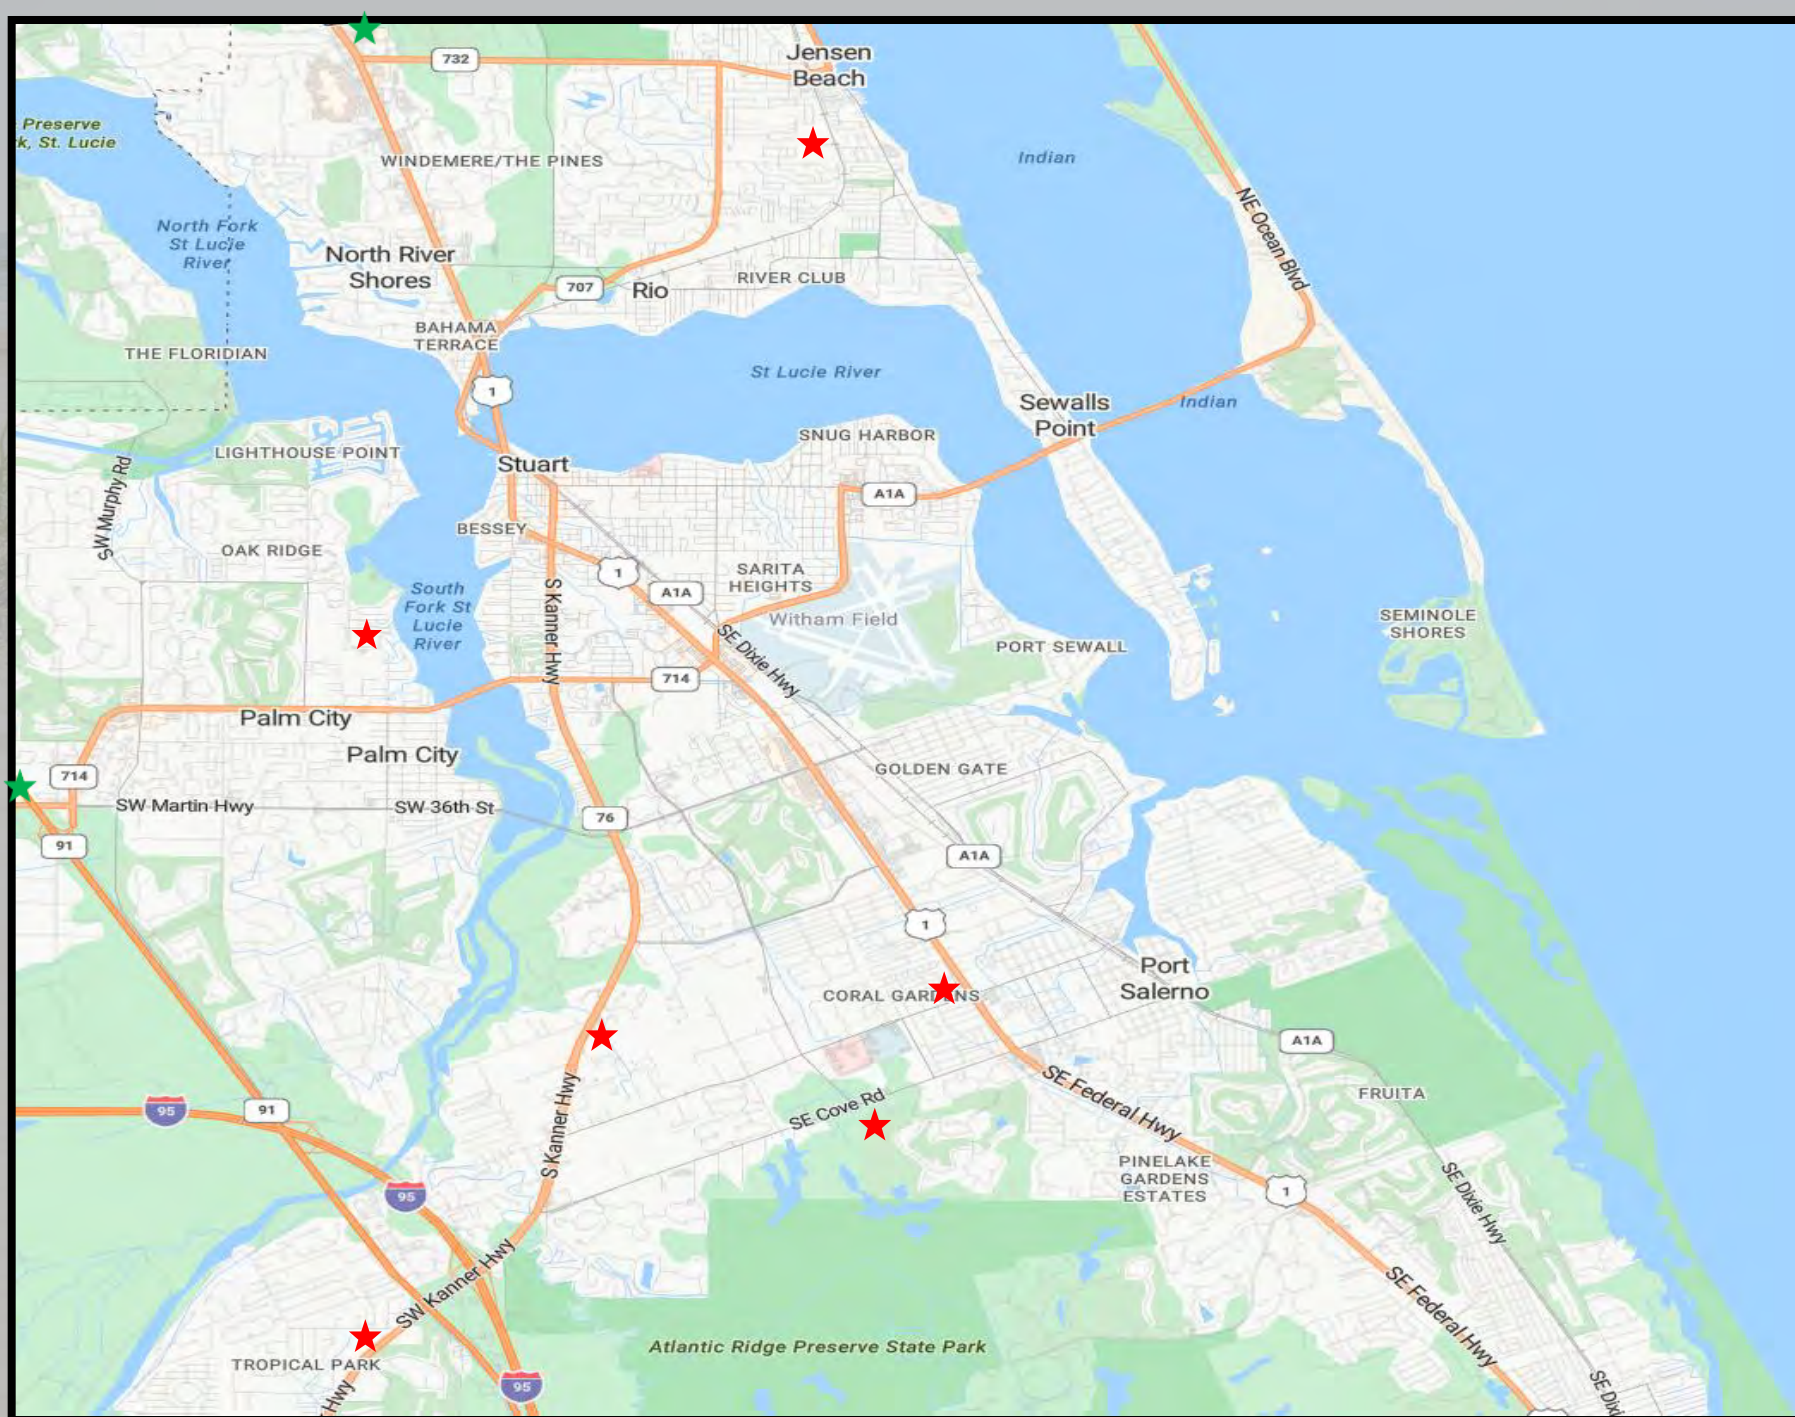 732
Jensen
Beach
Preserve
k, St. Lucie
WINDEMERE/THE PINES
Indian
NE Ocean Blvd
North Fork
St Lucie
River
North River
Shores
707
Rio
RIVER CLUB
BAHAMA
TERRACE
THE FLORIDIAN
1
St Lucie River
Sewalls
Point
Indian
SNUG HARBOR
LIGHTHOUSE POINT
Stuart
SW Murphy Rd
A1A
BESSEY
OAK RIDGE
1
SARITA
HEIGHTS
A1A
South
Fork St
Lucie
River
S Kanner Hwy
Witham Field
SEMINOLE
SHORES
SE Dixie Hwy
PORT SEWALL
714
Palm City
Palm City
714
GOLDEN GATE
SW Martin Hwy
SW 36th St
76
91
A1A
1
Port
Salerno
CORAL GARDENS
A1A
SE Federal Hwy
FRUITA
95
91
S Kanner Hwy
SE Cove Rd
PINELAKE
GARDENS
ESTATES
95
1
SE Dixie Hwy
SW Kanner Hwy
SE Federal Hwy
Atlantic Ridge Preserve State Park
TROPICAL PARK
95
Hwy
SE Dixi